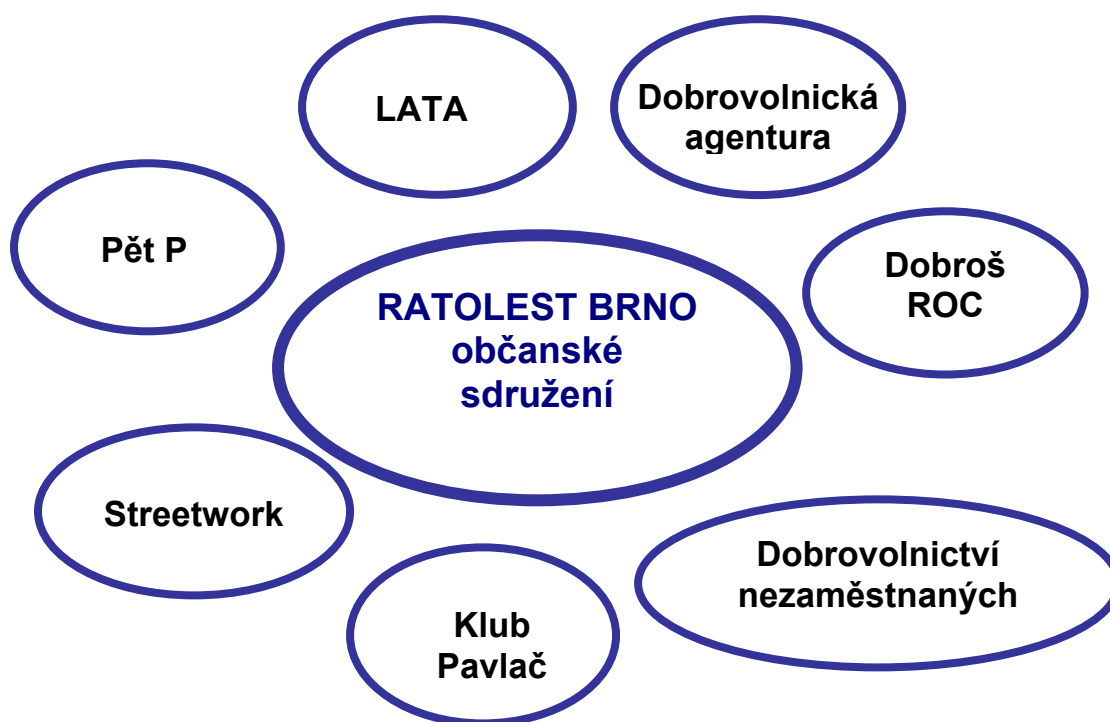 LATA
Dobrovolnická
agentura
Pět P
Dobroš
ROC
RATOLEST BRNO
občanské
sdružení
Streetwork
Dobrovolnictví
nezaměstnaných
Klub
Pavlač